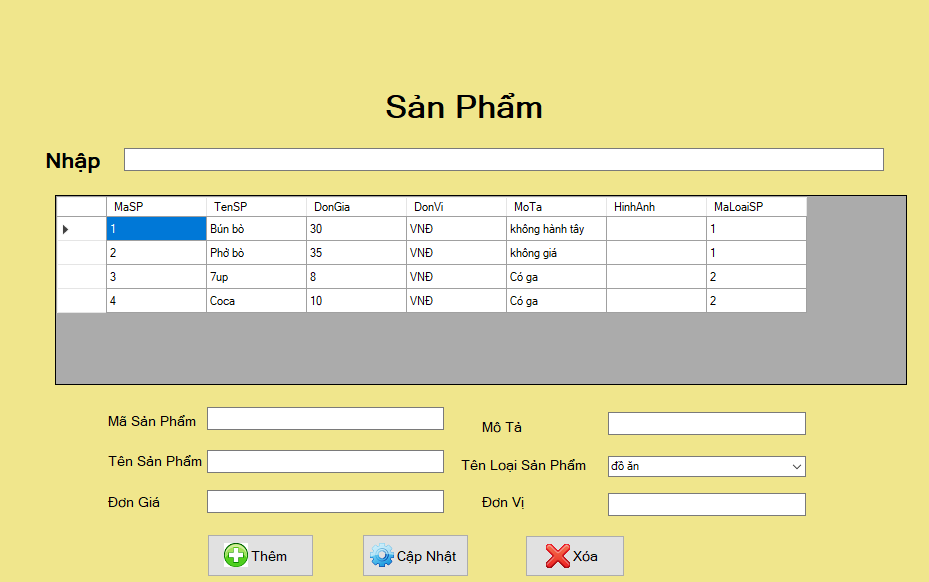 Sản Phẩm
Nhập
MaSP TenSP DonGia DonVi MoTa HinhAnh MaLoaiSP
1 Bún bò 30 VNĐ không hành tây 1
2 Phở bò 35 VNĐ không giá 1
3 7up 8 VNĐ Có ga 2
4 Coca 10 VNĐ Có ga 2
Mã Sản Phẩm
Mô Tả
Tên Sản Phẩm
Tên Loại Sản Phẩm đồ ăn
Đơn Giá
Đơn Vị
Thêm Cập Nhật Xóa